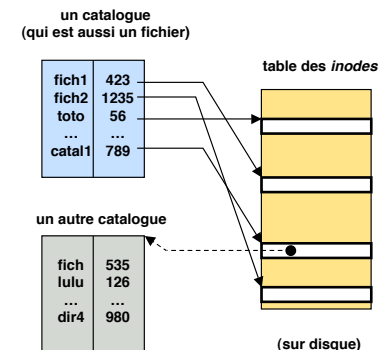 un catalogue
(qui est aussi un fichier)
fich1 423
fich2 1235
toto 56
... ...
catal1 789
table des inodes
un autre catalogue
fich 535
lulu 126
... ...
dir4 980
(sur disque)